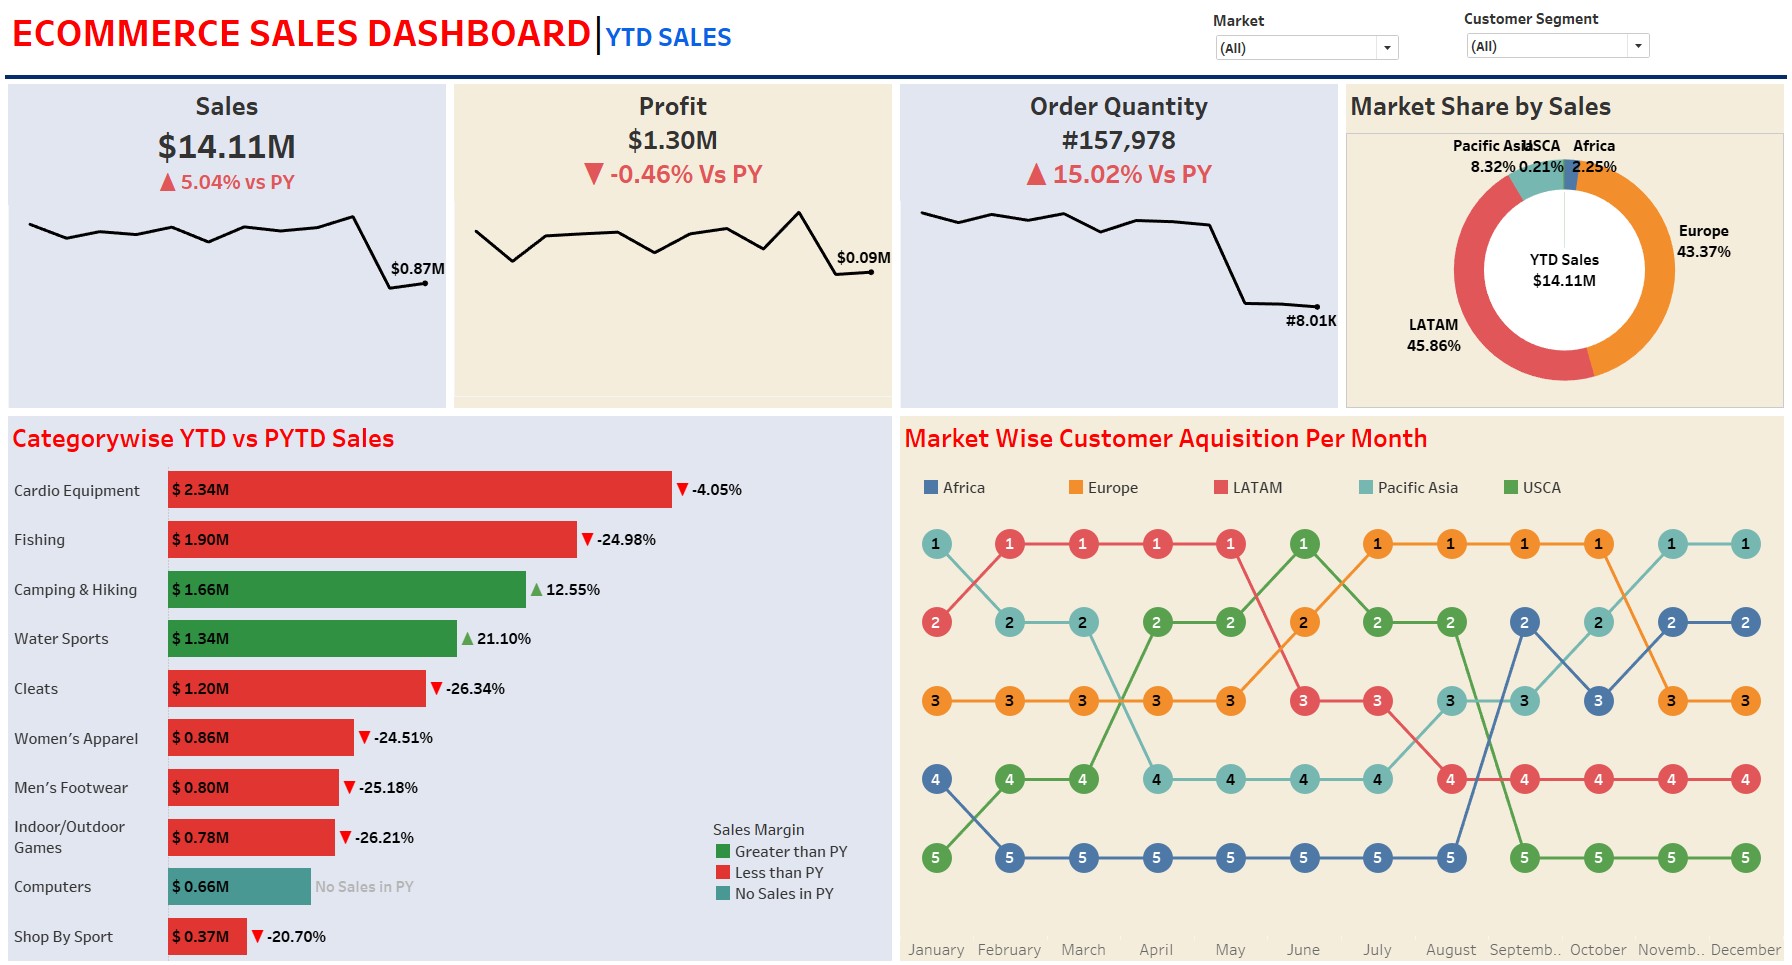 ECOMMERCE SALES DASHBOARD|YTD SALES
Market
(All)
Customer Segment
(All)
Sales
$14.11M
▲ 5.04% vs PY
$0.87M
Profit
$1.30M
▼ -0.46% Vs PY
$0.09M
Order Quantity
#157,978
▲ 15.02% Vs PY
#8.01K
Market Share by Sales
Pacific Asia
8.32%
USCA
0.21%
Africa
2.25%
Europe
43.37%
YTD Sales
$14.11M
LATAM
45.86%
Categorywise YTD vs PYTD Sales
Cardio Equipment $ 2.34M ▼ -4.05%
Fishing $ 1.90M ▼ -24.98%
Camping & Hiking $ 1.66M ▲ 12.55%
Water Sports $ 1.34M ▲ 21.10%
Cleats $ 1.20M ▼ -26.34%
Women's Apparel $ 0.86M ▼ -24.51%
Men's Footwear $ 0.80M ▼ -25.18%
Indoor/Outdoor
Games $ 0.78M ▼ -26.21%
Computers $ 0.66M No Sales in PY
Shop By Sport $ 0.37M ▼ -20.70%
Sales Margin
Greater than PY
Less than PY
No Sales in PY
Market Wise Customer Aquisition Per Month
Africa Europe LATAM Pacific Asia USCA
1 1 1 1 1 1 1 1 1 1 1 1
2 2 2 2 2 2 2 2 2 2 2 2
3 3 3 3 3 3 3 3 3 3 3 3
4 4 4 4 4 4 4 4 4 4 4 4
5 5 5 5 5 5 5 5 5 5 5 5
January February March April May June July August Septemb.. October Novemb.. December